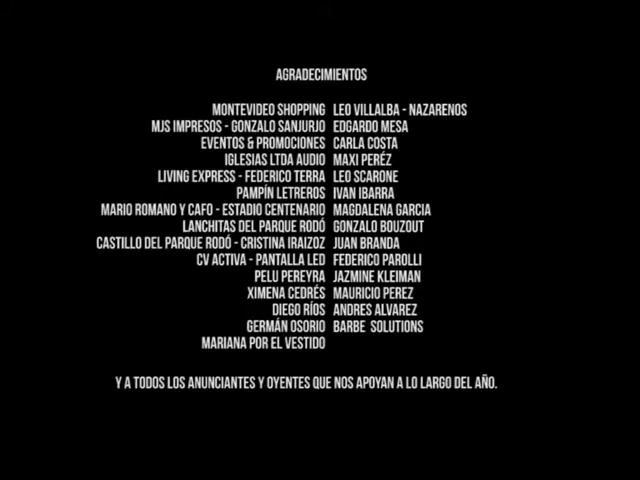 AGRADECIMIENTOS
MONTEVIDEO SHOPPING LEO VILLALBA - NAZARENOS
MJS IMPRESOS - GONZALO SANJURJO EDGARDO MESA
EVENTOS & PROMOCIONES CARLA COSTA
IGLESIAS LTDA AUDIO MAXI PERÉZ
LIVING EXPRESS - FEDERICO TERRA LEO SCARONE
PAMPÍN LETREROS IVAN IBARRA
MARIO ROMANO Y CAFO - ESTADIO CENTENARIO MAGDALENA GARCIA
LANCHITAS DEL PARQUE RODÓ GONZALO BOUZOUT
CASTILLO DEL PARQUE RODÓ - CRISTINA IRAIZOZ JUAN BRANDA
CV ACTIVA - PANTALLA LED FEDERICO PAROLLI
PELU PEREYRA JAZMINE KLEIMAN
XIMENA CEDRÉS MAURICIO PEREZ
DIEGO RÍOS ANDRES ALVAREZ
GERMÁN OSORIO BARBE SOLUTIONS
MARIANA POR EL VESTIDO
Y A TODOS LOS ANUNCIANTES Y OYENTES QUE NOS APOYAN A LO LARGO DEL AÑO.